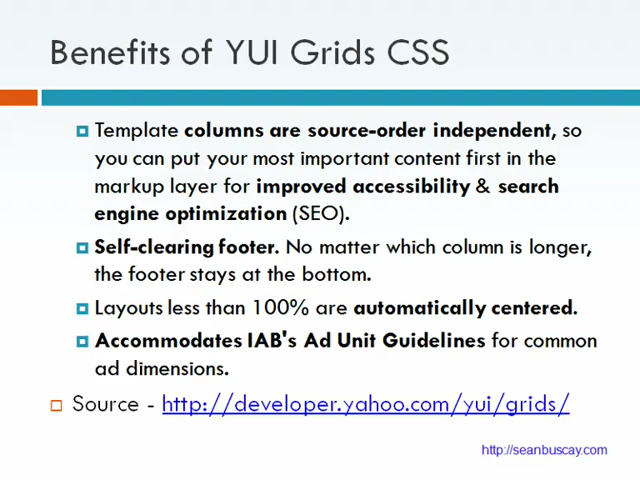 Benefits of YUI Grids CSS
Template columns are source-order independent, so
you can put your most important content first in the
markup layer for improved accessibility & search
engine optimization (SEO).
Self-clearing footer. No matter which column is longer,
the footer stays at the bottom.
Layouts less than 100% are automatically centered.
Accommodates IAB's Ad Unit Guidelines for common
ad dimensions.
Source - http://developer.yahoo.com/yui/grids/
http://seanbuscay.com